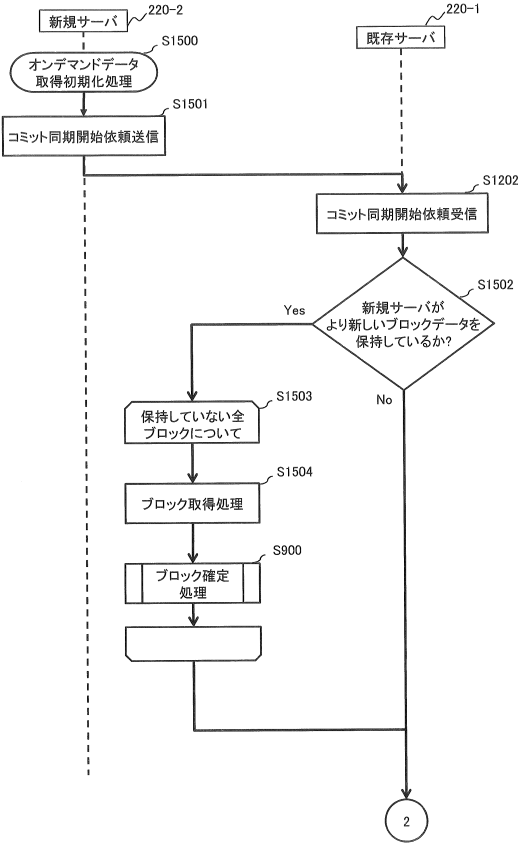 新規サーバ
220-2
220-1
既存サーバ
S1500
オンデマンドデータ
取得初期化処理
S1501
コミット同期開始依頼送信
S1202
コミット同期開始依頼受信
S1502
新規サーバが
より新しいブロックデータを
保持しているか?
Yes
No
S1503
保持していない全
ブロックについて
S1504
ブロック取得処理
S900
ブロック確定
処理
2